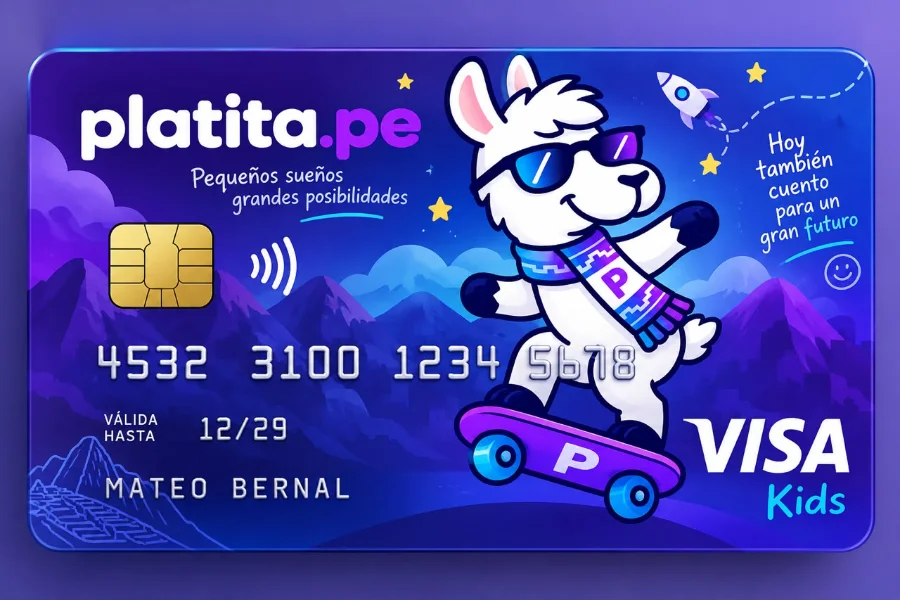 platita.pe
Pequeños sueños
grandes posibilidades
Hoy
también
cuento
para un
gran futuro
P
4532 3100 1234 5678
VÁLIDA
HASTA
12/29
MATEO BERNAL
P
VISA
Kids